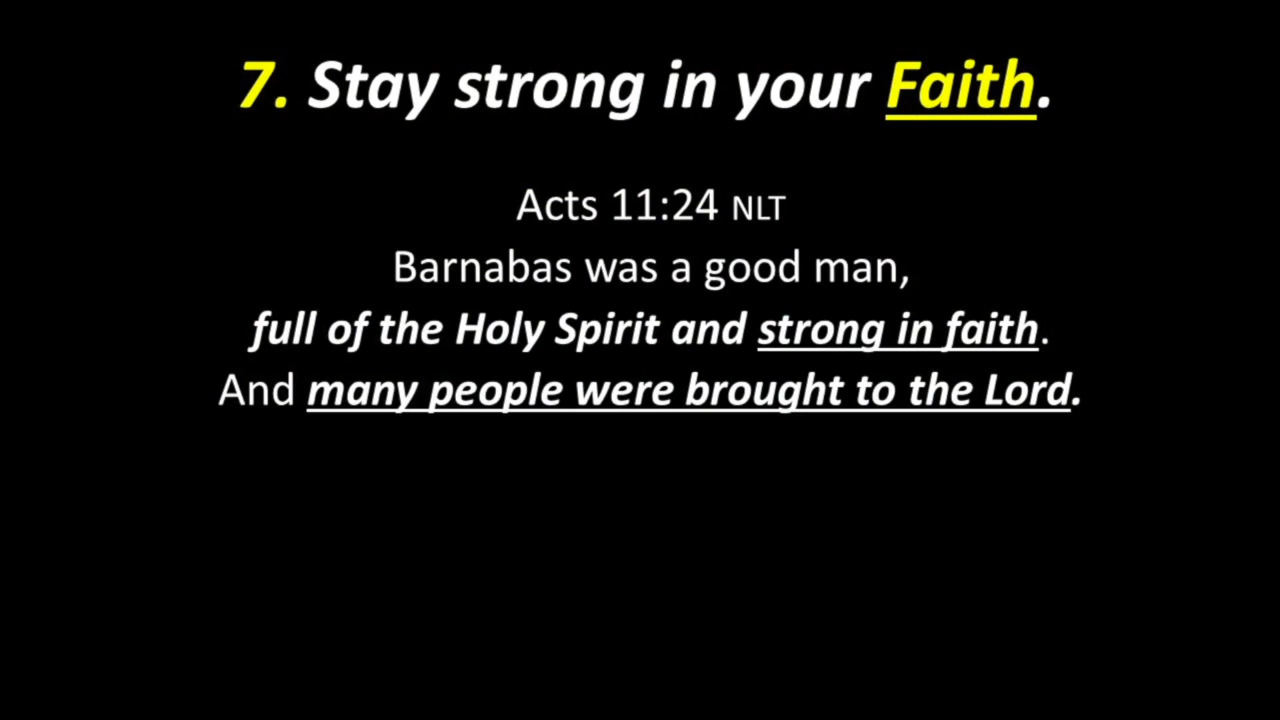 7. Stay strong in your Faith.
Acts 11:24 NLT
Barnabas was a good man,
full of the Holy Spirit and strong in faith.
And many people were brought to the Lord.